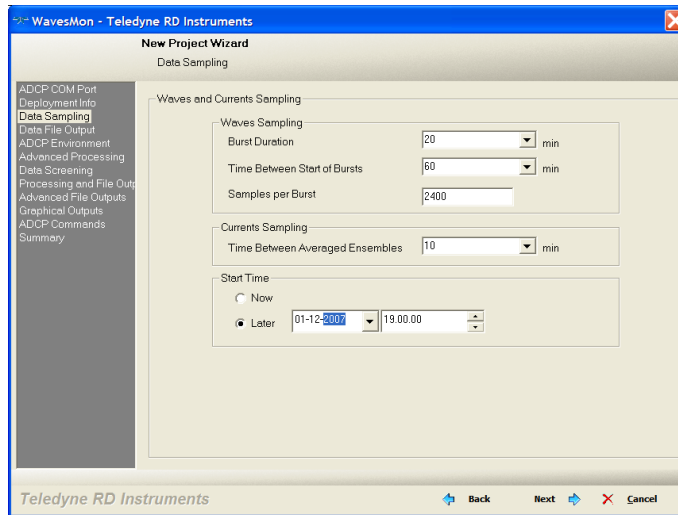 WavesMon - Teledyne RD Instruments
New Project Wizard
Data Sampling
ADCP COM Port
Deployment Info
Data Sampling
Data File Output
ADCP Environment
Advanced Processing
Data Screening
Processing and File Outp
Advanced File Outputs
Graphical Outputs
ADCP Commands
Summary
Waves and Currents Sampling
Waves Sampling
Burst Duration 20 min
Time Between Start of Bursts 60 min
Samples per Burst 2400
Currents Sampling
Time Between Averaged Ensembles 10 min
Start Time
Now
Later 01-12-2007 19.00.00
Teledyne RD Instruments Back Next Cancel